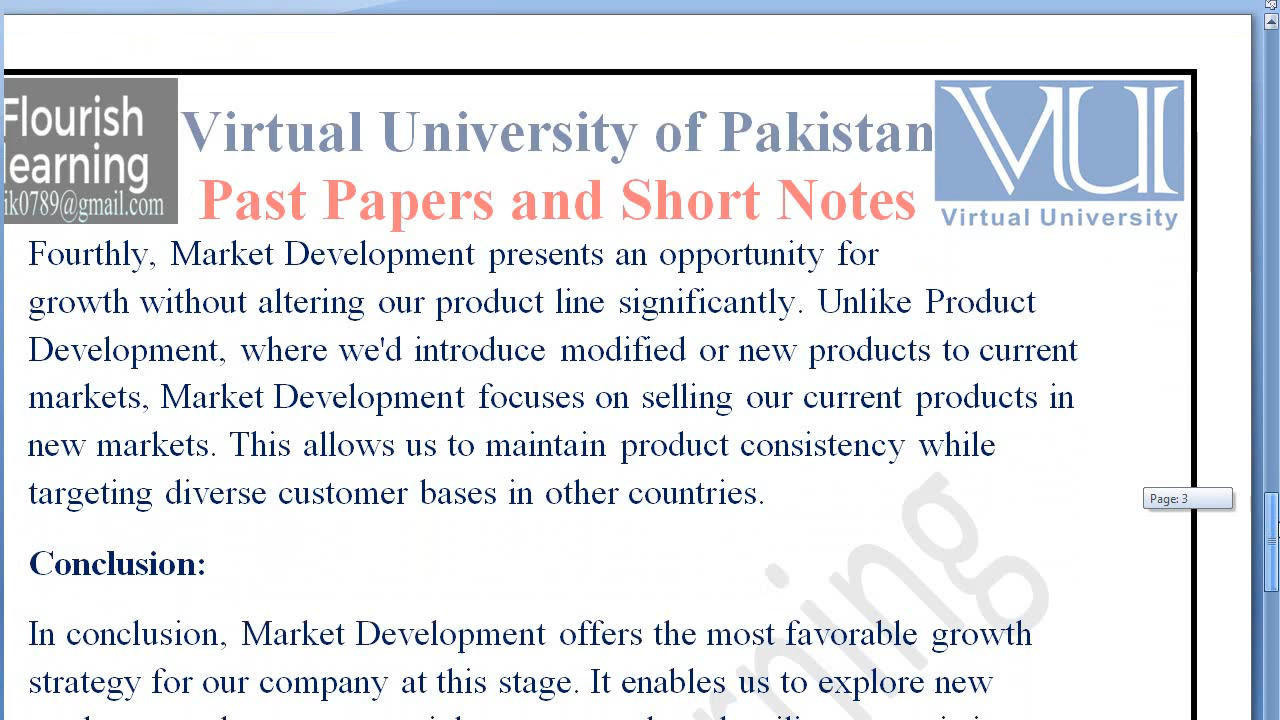 Flourish
learning
ik0789@gmail.com
Virtual University of Pakistan
Past Papers and Short Notes
VU
Virtual University
Fourthly, Market Development presents an opportunity for
growth without altering our product line significantly. Unlike Product
Development, where we'd introduce modified or new products to current
markets, Market Development focuses on selling our current products in
new markets. This allows us to maintain product consistency while
targeting diverse customer bases in other countries.
Page: 3
Conclusion:
In conclusion, Market Development offers the most favorable growth
strategy for our company at this stage. It enables us to explore new
rning